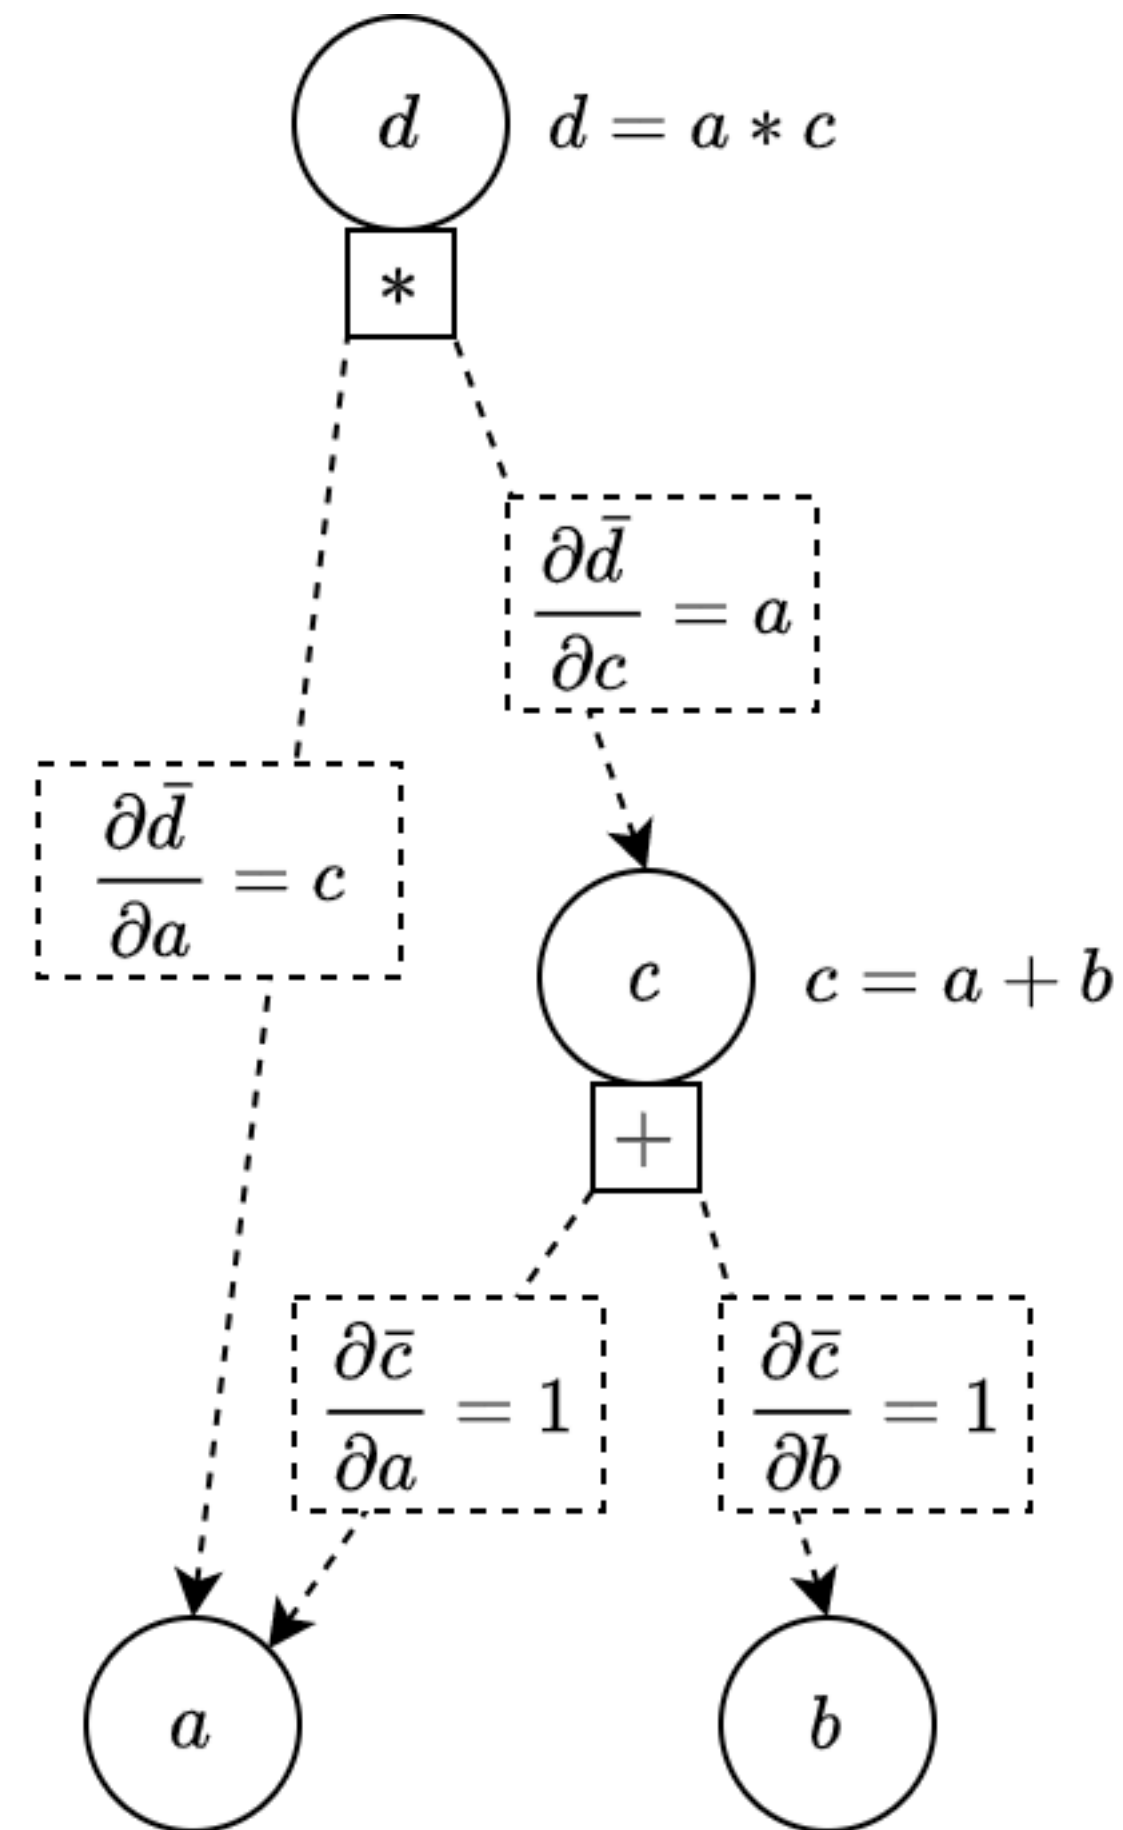 d
d = a * c
*
∂d̄/∂c = a
∂d̄/∂a = c
c
c = a + b
+
∂c̄/∂a = 1
∂c̄/∂b = 1
a
b